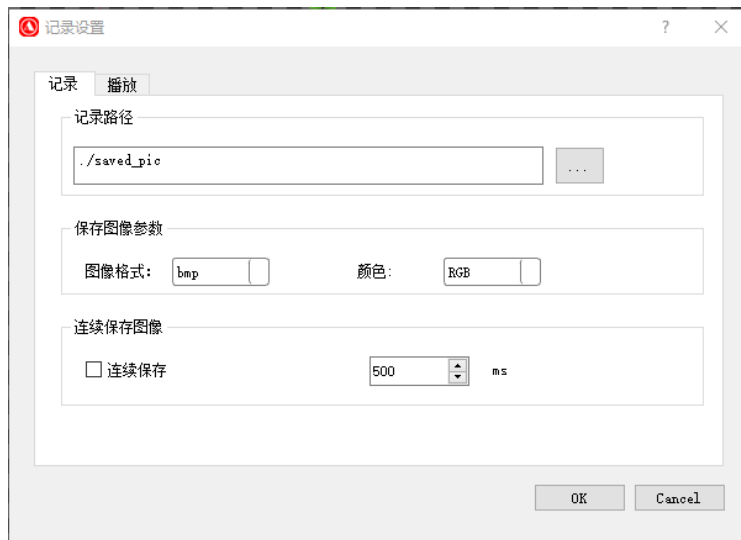 记录设置
记录 播放
记录路径
./saved_pic
...
保存图像参数
图像格式： bmp 颜色: RGB
连续保存图像
连续保存 500 ms
OK Cancel